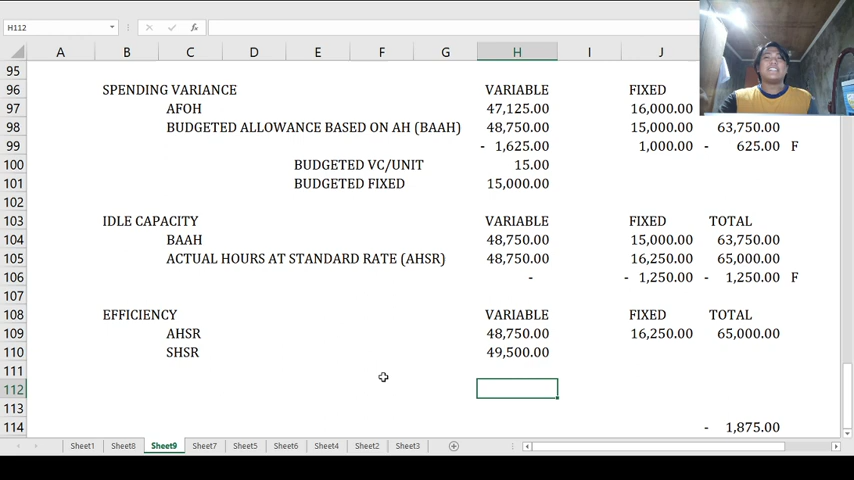 H112
fx
A B C D E F G H I J
95
96 SPENDING VARIANCE VARIABLE FIXED
97 AFOH 47,125.00 16,000.00
98 BUDGETED ALLOWANCE BASED ON AH (BAAH) 48,750.00 15,000.00 63,750.00
99 - 1,625.00 1,000.00 - 625.00 F
100 BUDGETED VC/UNIT 15.00
101 BUDGETED FIXED 15,000.00
102
103 IDLE CAPACITY VARIABLE FIXED TOTAL
104 BAAH 48,750.00 15,000.00 63,750.00
105 ACTUAL HOURS AT STANDARD RATE (AHSR) 48,750.00 16,250.00 65,000.00
106 - - 1,250.00 - 1,250.00 F
107
108 EFFICIENCY VARIABLE FIXED TOTAL
109 AHSR 48,750.00 16,250.00 65,000.00
110 SHSR 49,500.00
111
112
113
114 - 1,875.00
Sheet1 Sheet8 Sheet9 Sheet7 Sheet5 Sheet6 Sheet4 Sheet2 Sheet3